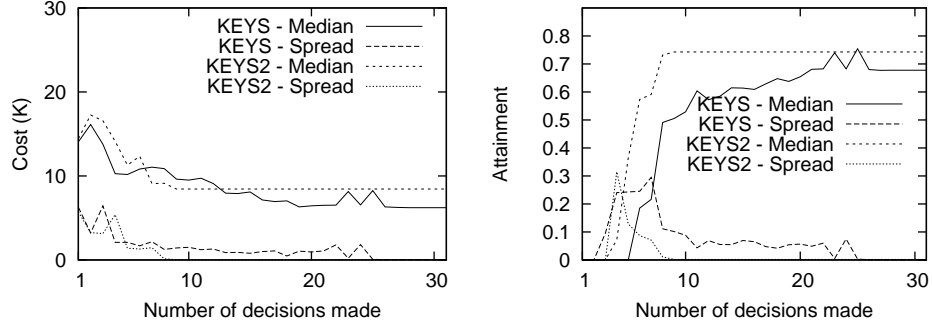 Cost (K)
30
20
10
0
KEYS - Median
KEYS - Spread
KEYS2 - Median
KEYS2 - Spread
1
10
20
30
Number of decisions made
Attainment
0.8
0.7
0.6
0.5
0.4
0.3
0.2
0.1
0
KEYS - Median
KEYS - Spread
KEYS2 - Median
KEYS2 - Spread
1
10
20
30
Number of decisions made